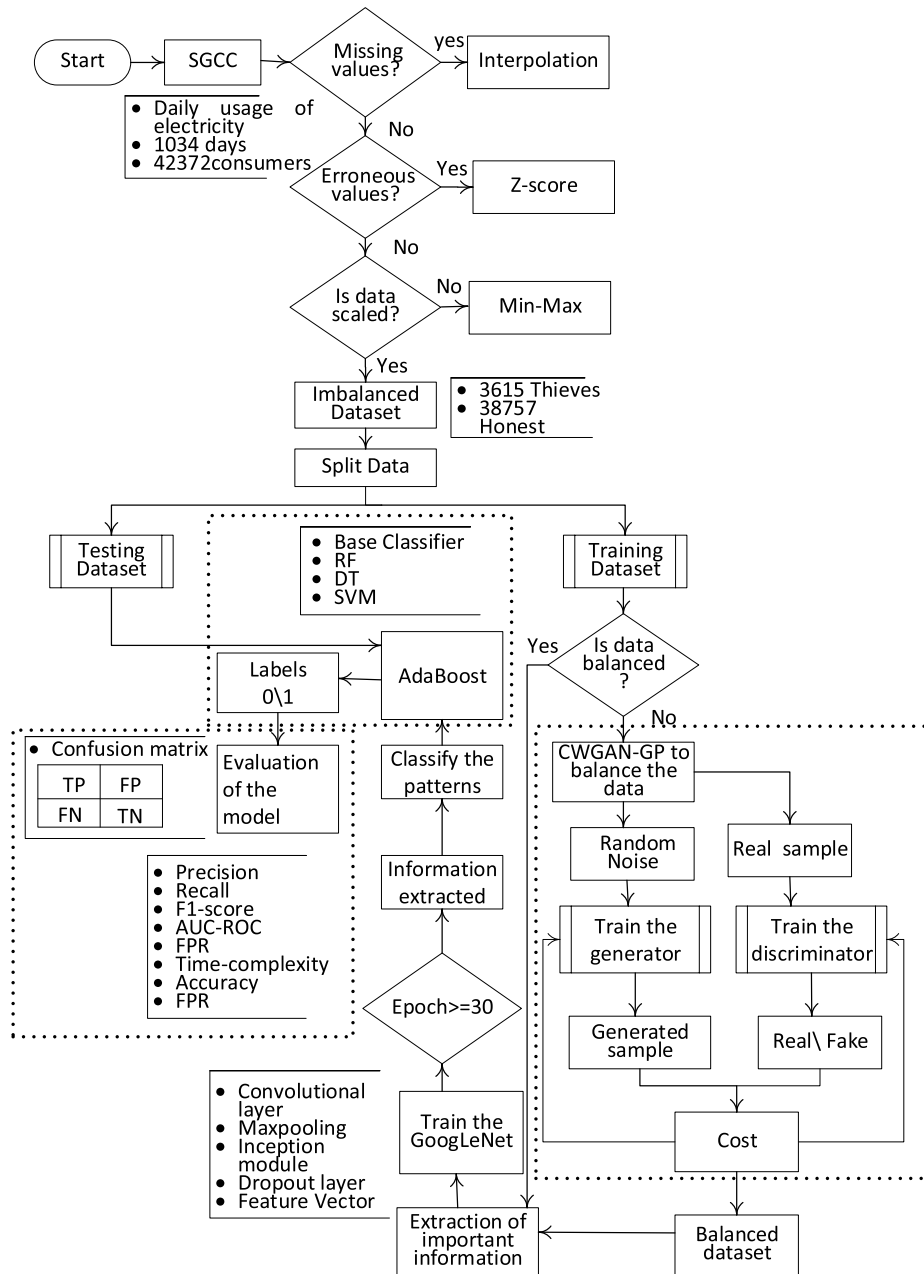 Start
SGCC
Missing
values?
yes
Interpolation
● Daily usage of
electricity
● 1034 days
● 42372consumers
No
Erroneous
values?
Yes
Z-score
No
Is data
scaled?
No
Min-Max
Yes
Imbalanced
Dataset
● 3615 Thieves
● 38757
Honest
Split Data
Testing
Dataset
● Base Classifier
● RF
● DT
● SVM
Training
Dataset
Is data
balanced
?
Yes
No
AdaBoost
Labels
0\1
● Confusion matrix
TP FP
FN TN
Evaluation
of the
model
Classify the
patterns
CWGAN-GP to
balance the
data
Random
Noise
Real sample
Information
extracted
● Precision
● Recall
● F1-score
● AUC-ROC
● FPR
● Time-complexity
● Accuracy
● FPR
Train the
generator
Train the
discriminator
Epoch>=30
Generated
sample
Real\ Fake
● Convolutional
layer
● Maxpooling
● Inception
module
● Dropout layer
● Feature Vector
Train the
GoogLeNet
Cost
Extraction of
important
information
Balanced
dataset